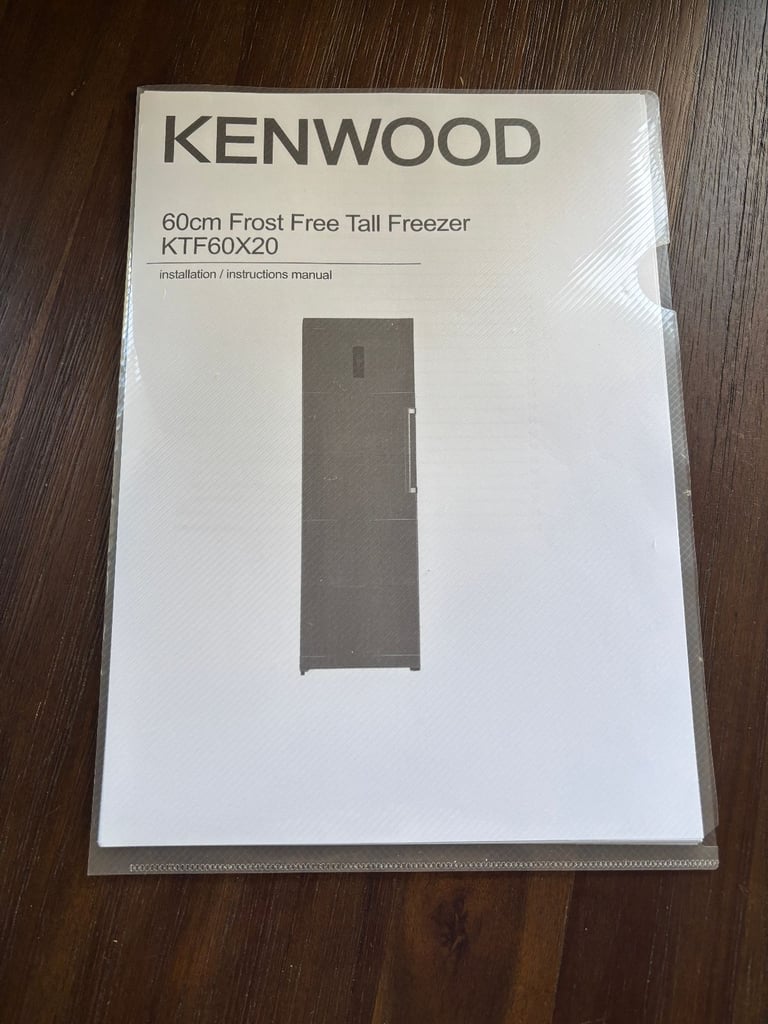 KENWOOD
60cm Frost Free Tall Freezer
KTF60X20
installation / instructions manual